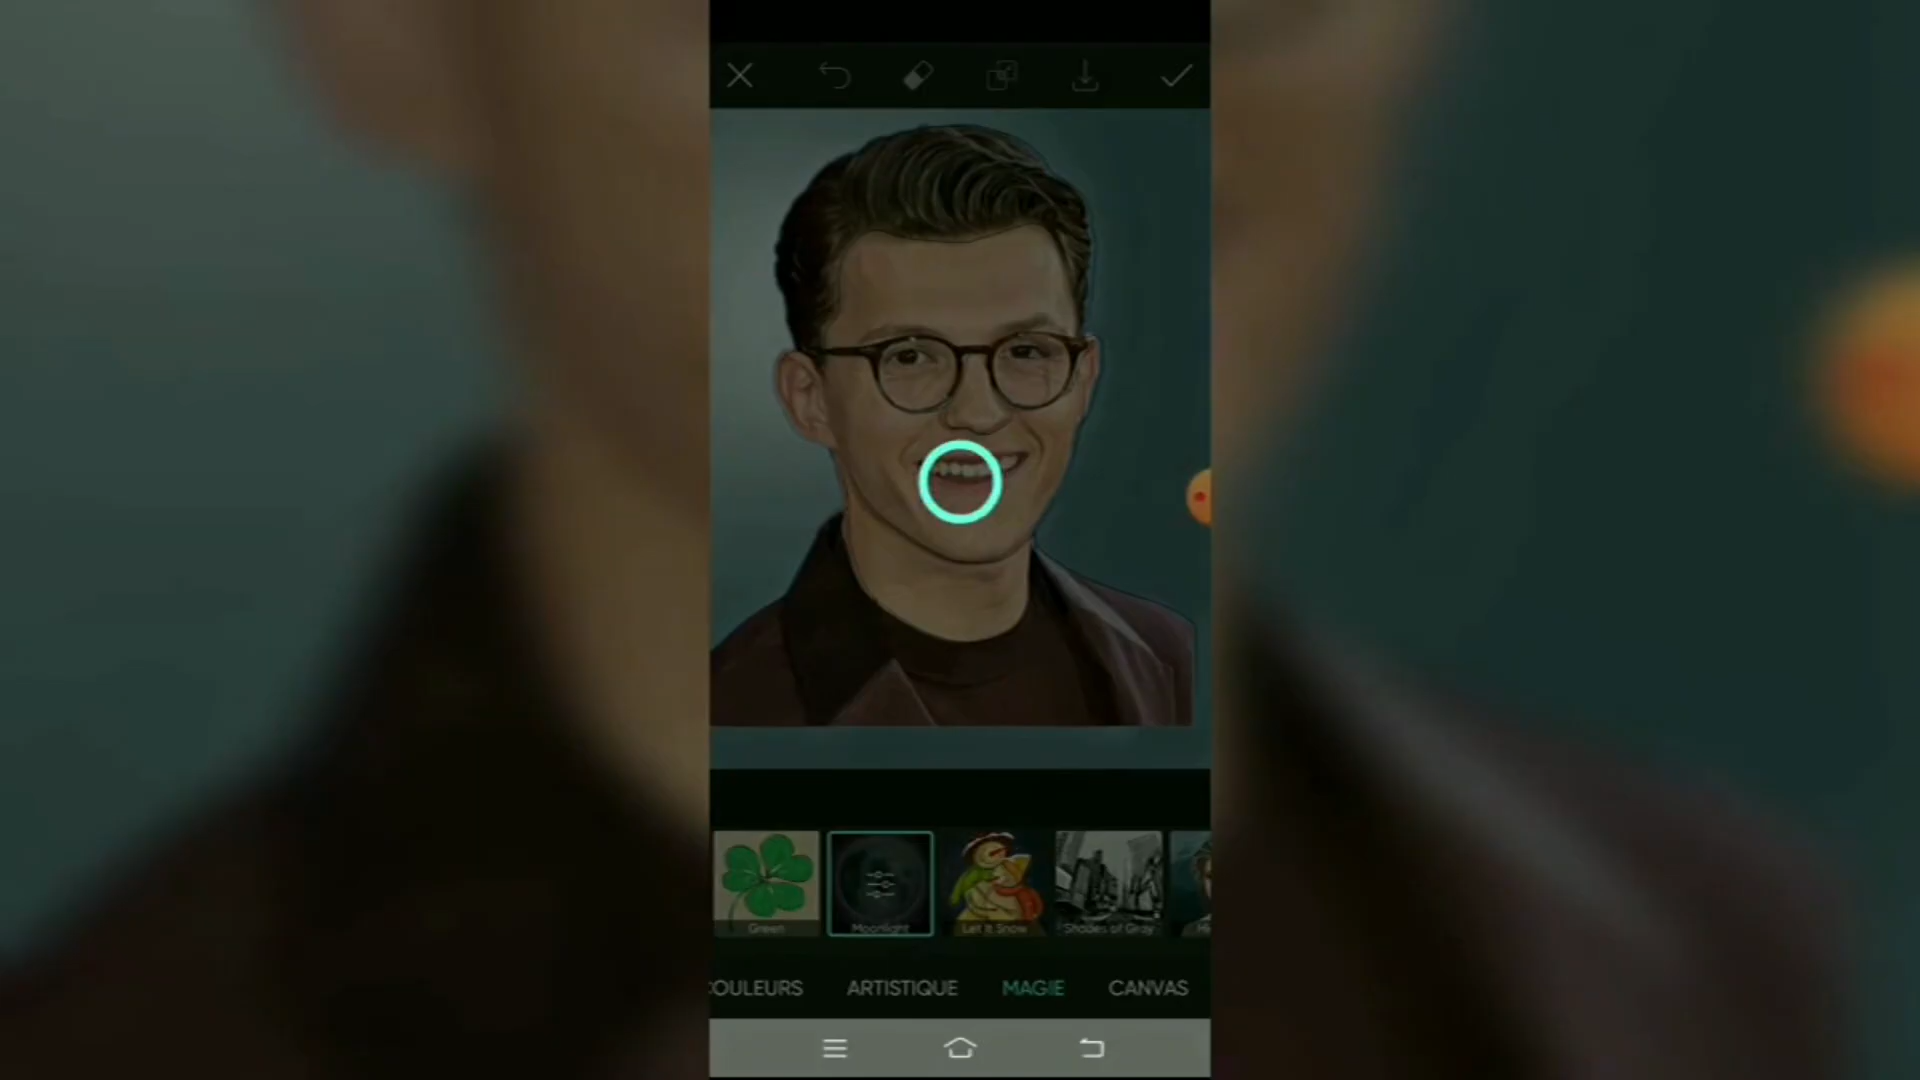 Green
Moonlight
Let It Snow
Shades of Gray
OULEURS
ARTISTIQUE
MAGIE
CANVAS